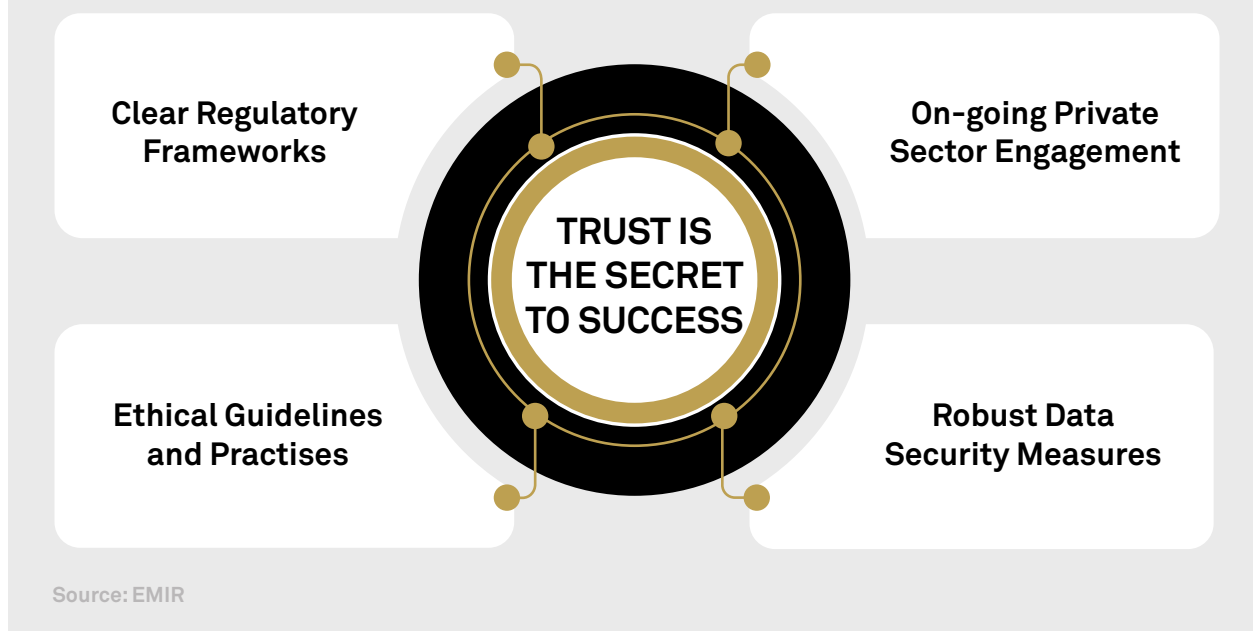 Clear Regulatory
Frameworks
On-going Private
Sector Engagement
TRUST IS
THE SECRET
TO SUCCESS
Ethical Guidelines
and Practises
Robust Data
Security Measures
Source: EMIR